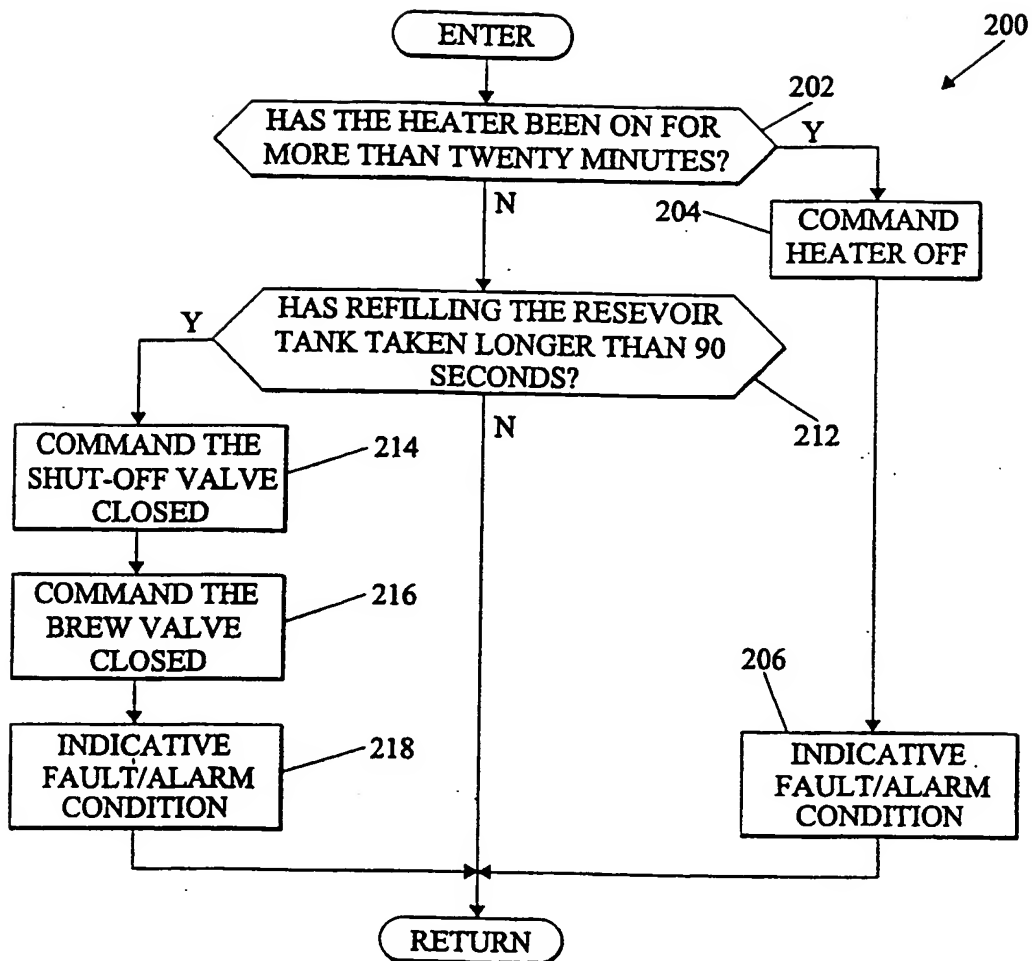 ENTER
200
202
HAS THE HEATER BEEN ON FOR
MORE THAN TWENTY MINUTES?
Y
N
204
COMMAND
HEATER OFF
HAS REFILLING THE RESEVOIR
TANK TAKEN LONGER THAN 90
SECONDS?
Y
N
212
COMMAND THE
SHUT-OFF VALVE
CLOSED
214
COMMAND THE
BREW VALVE
CLOSED
216
206
INDICATIVE
FAULT/ALARM
CONDITION
218
INDICATIVE
FAULT/ALARM
CONDITION
RETURN